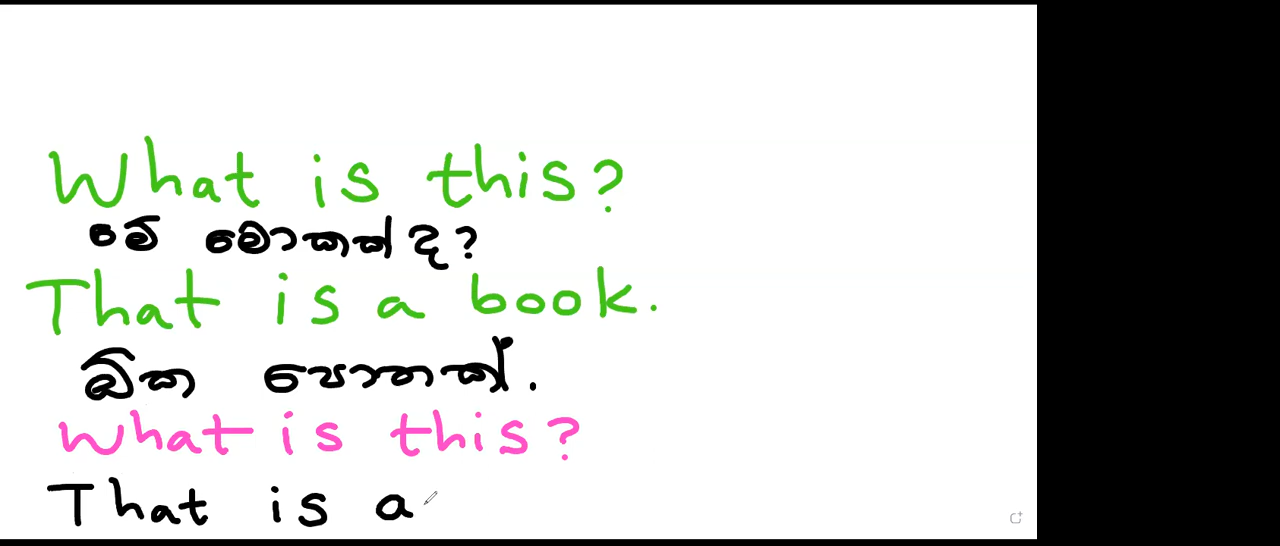 What is this?
මේ මොකක් ද?
That is a book.
ඕක පොතක්.
What is this?
That is a